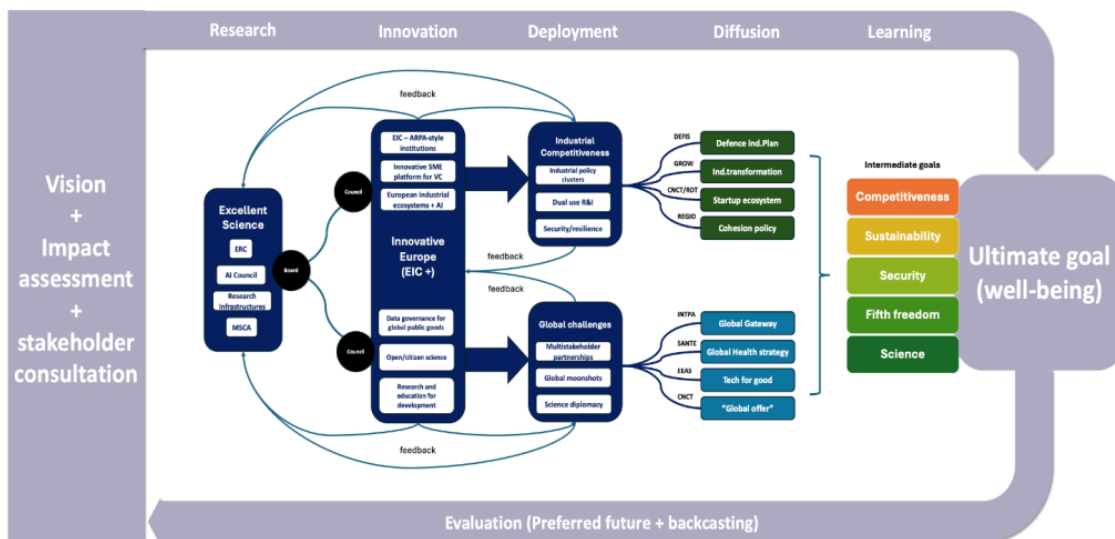 Research
Innovation
Deployment
Diffusion
Learning
Vision
+
Impact
assessment
+
stakeholder
consultation
feedback
Excellent
Science
ERC
AI Council
Research
Infrastructures
MSCA
Board
Council
Council
EIC – ARPA-style
institutions
Innovative SME
platform for VC
European industrial
ecosystems + AI
Innovative
Europe
(EIC +)
Data governance for
global public goods
Open/citizen science
Research and
education for
development
feedback
Industrial
Competitiveness
Industrial policy
clusters
Dual use R&I
Security/resilience
feedback
feedback
Global challenges
Multistakeholder
partnerships
Global moonshots
Science diplomacy
DEFIS
Defence ind.Plan
GROW
Ind.transformation
CNCT/RDT
Startup ecosystem
REGIO
Cohesion policy
INTPA
Global Gateway
SANTE
Global Health strategy
EEAS
Tech for good
CNCT
"Global offer"
Intermediate goals
Competitiveness
Sustainability
Security
Fifth freedom
Science
Ultimate goal
(well-being)
Evaluation (Preferred future + backcasting)